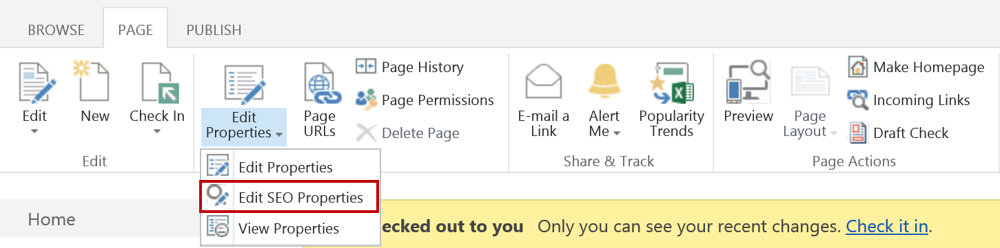 BROWSE PAGE PUBLISH
Edit
New
Check In
Edit
Properties
Page
URLs
Page History
Page Permissions
Delete Page
E-mail a
Link
Alert
Me
Popularity
Trends
Preview
Page
Layout
Make Homepage
Incoming Links
Draft Check
Edit
Share & Track
Page Actions
Edit Properties
Edit SEO Properties
View Properties
Home
ecked out to you Only you can see your recent changes. Check it in.